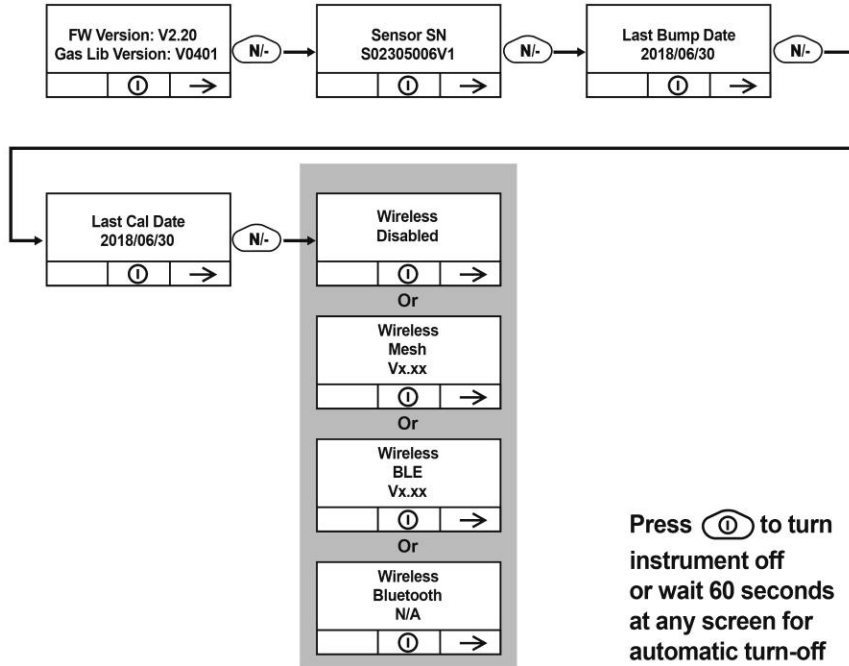 FW Version: V2.20
Gas Lib Version: V0401
N/-
Sensor SN
S02305006V1
N/-
Last Bump Date
2018/06/30
N/-
Last Cal Date
2018/06/30
N/-
Wireless
Disabled
Or
Wireless
Mesh
Vx.xx
Or
Wireless
BLE
Vx.xx
Or
Wireless
Bluetooth
N/A
Press to turn
instrument off
or wait 60 seconds
at any screen for
automatic turn-off